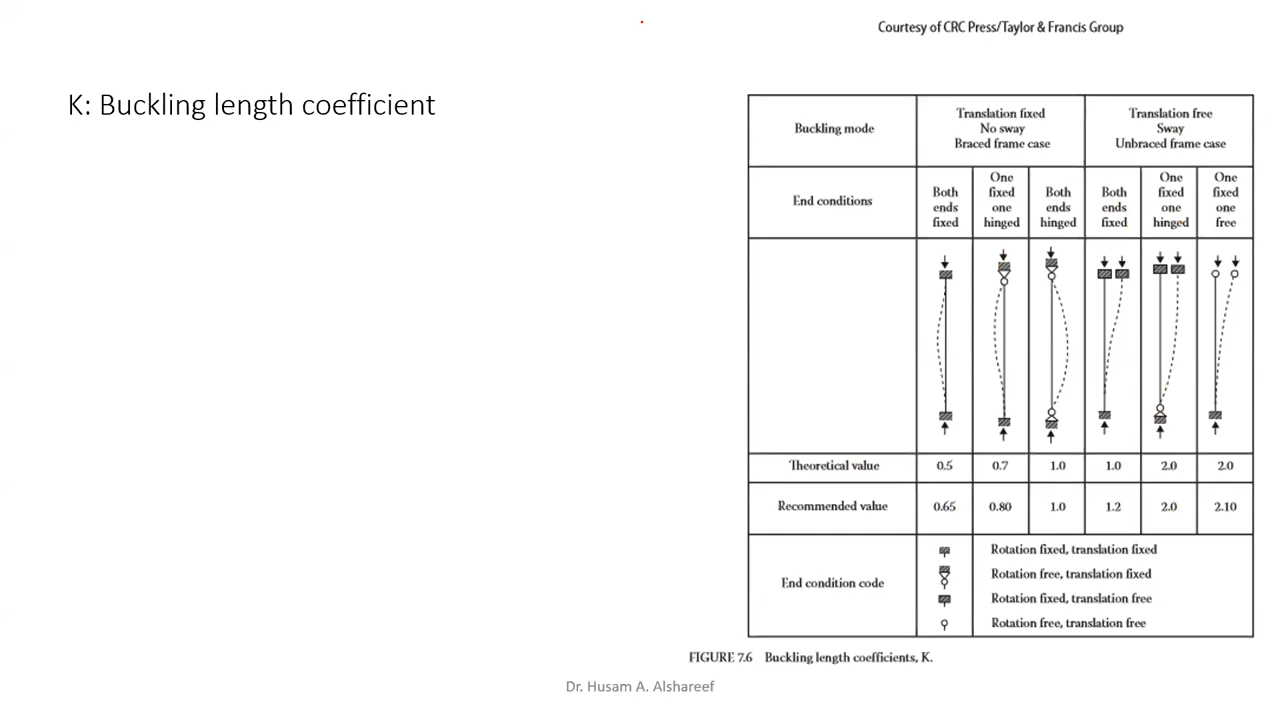 Courtesy of CRC Press/Taylor & Francis Group
K: Buckling length coefficient
Buckling mode
Translation fixed
No sway
Braced frame case
Translation free
Sway
Unbraced frame case
End conditions
Both
ends
fixed
One
fixed
one
hinged
Both
ends
hinged
Both
ends
fixed
One
fixed
one
hinged
One
fixed
one
free
Theoretical value 0.5 0.7 1.0 1.0 2.0 2.0
Recommended value 0.65 0.80 1.0 1.2 2.0 2.10
End condition code
Rotation fixed, translation fixed
Rotation free, translation fixed
Rotation fixed, translation free
Rotation free, translation free
FIGURE 7.6 Buckling length coefficients, K.
Dr. Husam A. Alshareef